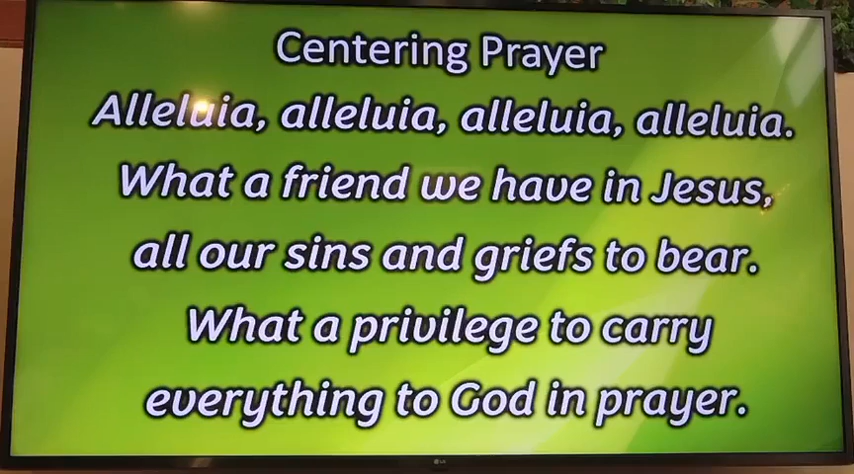 Centering Prayer
Alleluia, alleluia, alleluia, alleluia.
What a friend we have in Jesus,
all our sins and griefs to bear.
What a privilege to carry
everything to God in prayer.
LG